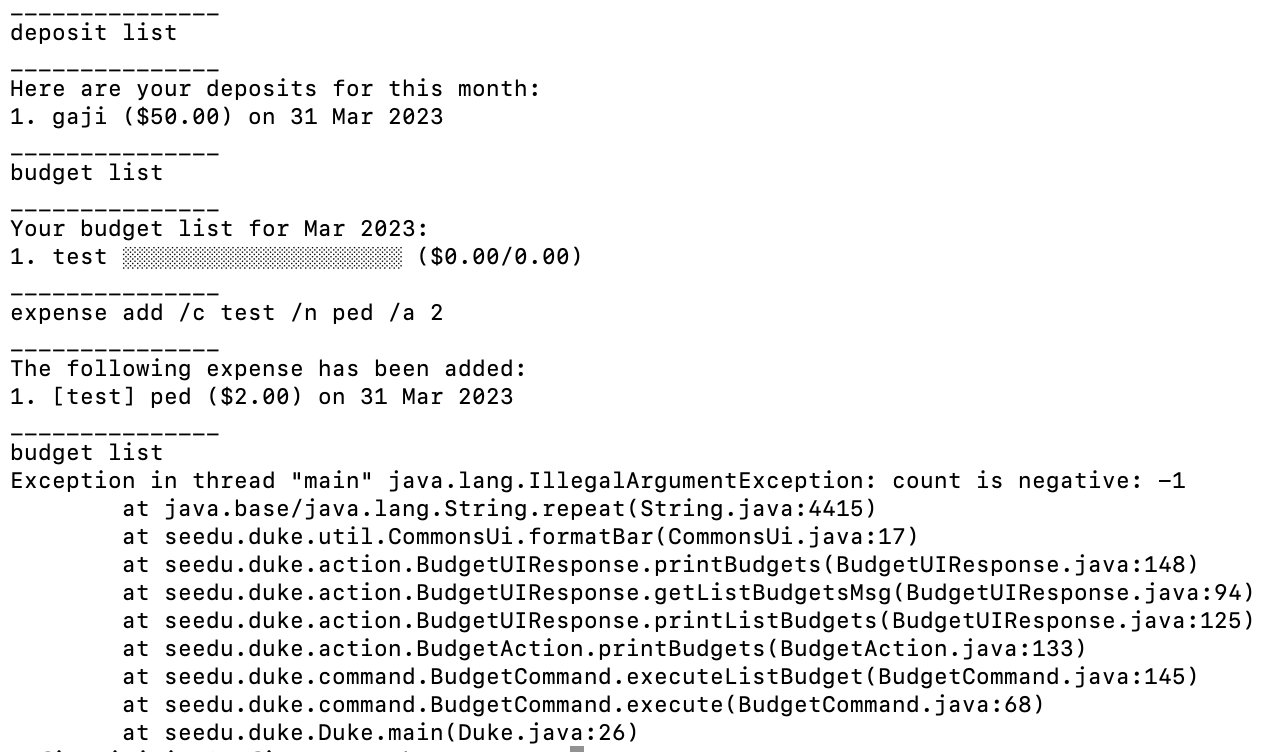 _______________
deposit list
_______________
Here are your deposits for this month:
1. gaji ($50.00) on 31 Mar 2023
_______________
budget list
_______________
Your budget list for Mar 2023:
1. test ░░░░░░░░░░░░░░░░░░░░ ($0.00/0.00)
_______________
expense add /c test /n ped /a 2
_______________
The following expense has been added:
1. [test] ped ($2.00) on 31 Mar 2023
_______________
budget list
Exception in thread "main" java.lang.IllegalArgumentException: count is negative: -1
        at java.base/java.lang.String.repeat(String.java:4415)
        at seedu.duke.util.CommonsUi.formatBar(CommonsUi.java:17)
        at seedu.duke.action.BudgetUIResponse.printBudgets(BudgetUIResponse.java:148)
        at seedu.duke.action.BudgetUIResponse.getListBudgetsMsg(BudgetUIResponse.java:94)
        at seedu.duke.action.BudgetUIResponse.printListBudgets(BudgetUIResponse.java:125)
        at seedu.duke.action.BudgetAction.printBudgets(BudgetAction.java:133)
        at seedu.duke.command.BudgetCommand.executeListBudget(BudgetCommand.java:145)
        at seedu.duke.command.BudgetCommand.execute(BudgetCommand.java:68)
        at seedu.duke.Duke.main(Duke.java:26)